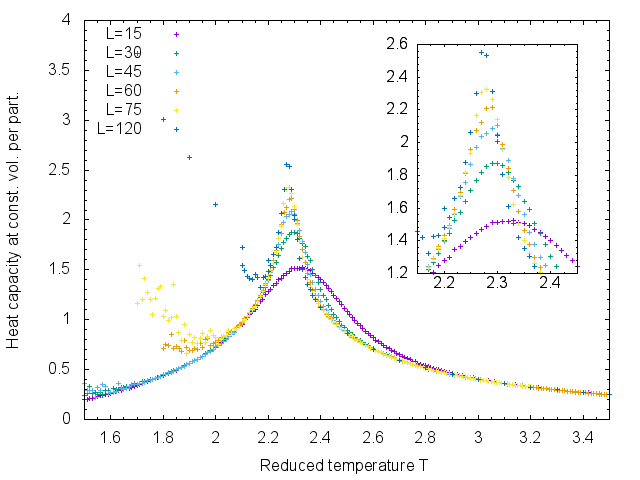 4
3.5
3
2.5
2
1.5
1
0.5
0
Heat capacity at const. vol. per part.
L=15
L=30
L=45
L=60
L=75
L=120
2.6
2.4
2.2
2
1.8
1.6
1.4
1.2
2.2 2.3 2.4
1.6 1.8 2 2.2 2.4 2.6 2.8 3 3.2 3.4
Reduced temperature T